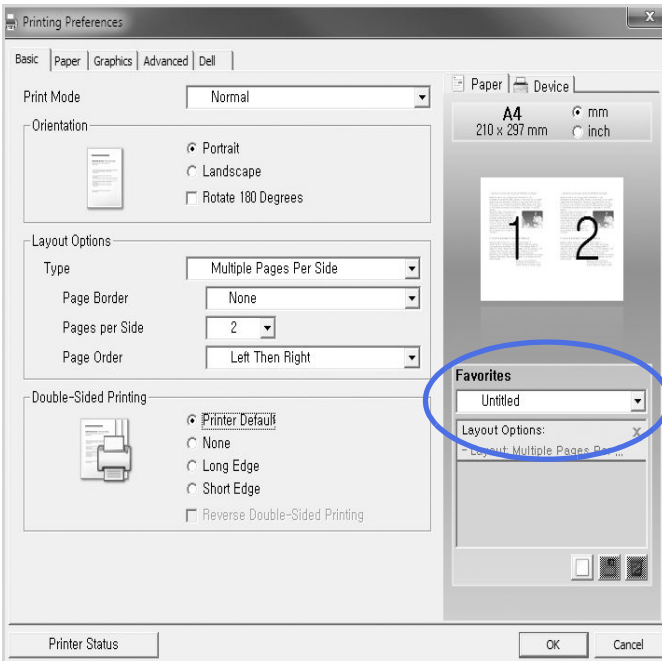 Printing Preferences
Basic Paper Graphics Advanced Dell
Print Mode Normal
Orientation
Portrait
Landscape
Rotate 180 Degrees
Layout Options
Type Multiple Pages Per Side
Page Border None
Pages per Side 2
Page Order Left Then Right
Double-Sided Printing
Printer Default
None
Long Edge
Short Edge
Reverse Double-Sided Printing
Paper Device
A4
210 x 297 mm
mm
inch
1 2
Favorites
Untitled
Layout Options:
- Layout: Multiple Pages Per ...
Printer Status
OK Cancel